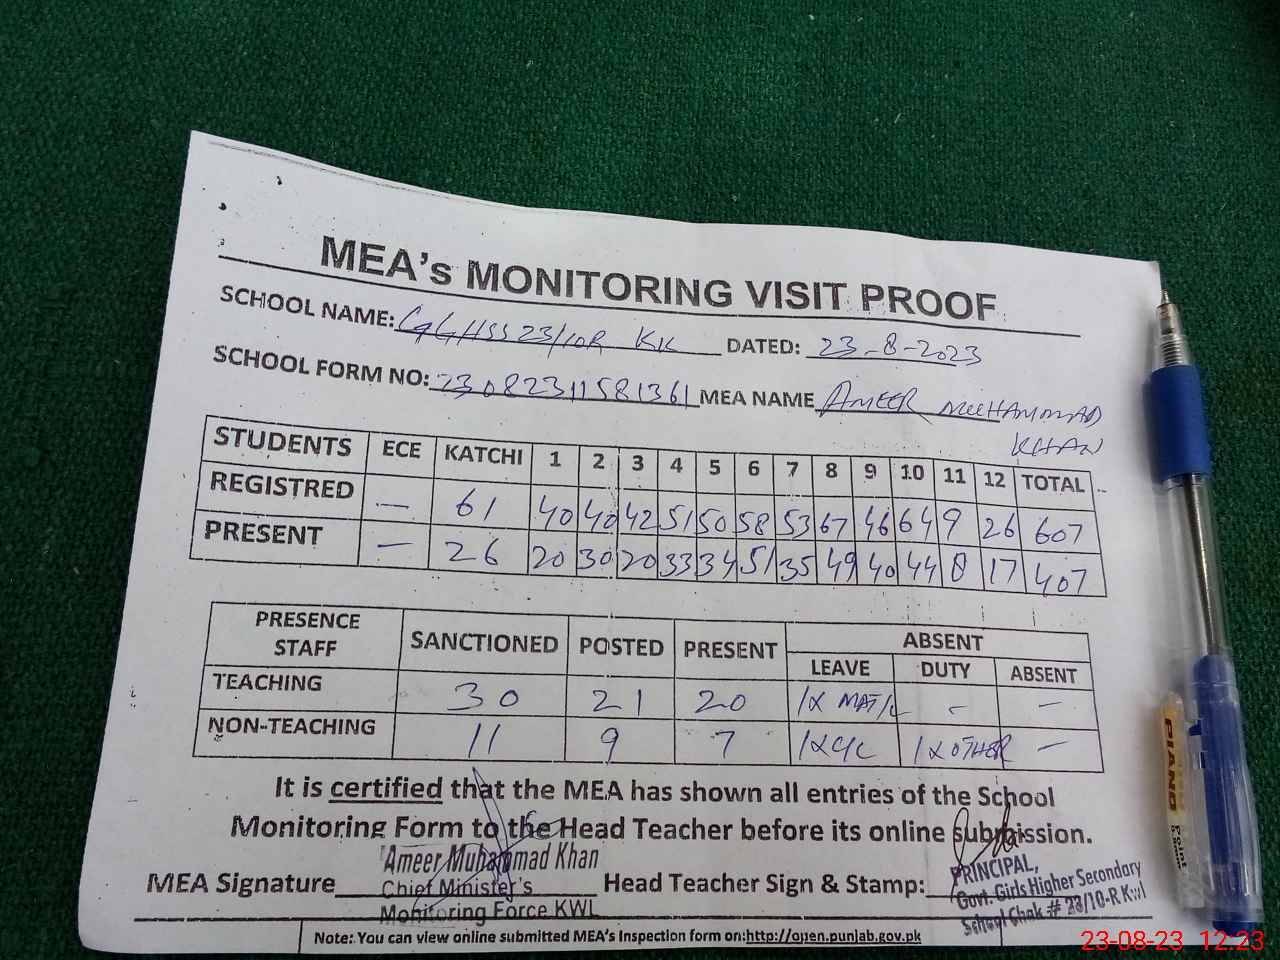 MEA's MONITORING VISIT PROOF
SCHOOL NAME: GGHSS 23/10R KK DATED: 23-8-2023
SCHOOL FORM NO: 23082311581361 MEA NAME AMEER MUHAMMAD
KHAN
STUDENTS ECE KATCHI 1 2 3 4 5 6 7 8 9 10 11 12 TOTAL
REGISTRED — 61 40 40 42 51 50 58 53 67 46 64 9 26 607
PRESENT — 26 20 30 20 33 34 51 35 49 40 44 8 17 407
PRESENCE STAFF SANCTIONED POSTED PRESENT ABSENT
LEAVE DUTY ABSENT
TEACHING 30 21 20 1x MAT/L - —
NON-TEACHING 11 9 7 1xC/L 1xOTHER —
It is certified that the MEA has shown all entries of the School
Monitoring Form to the Head Teacher before its online submission.
Ameer Muhammad Khan
MEA Signature Chief Minister's Head Teacher Sign & Stamp: PRINCIPAL,
Monitoring Force KWL Govt. Girls Higher Secondary
School Chak # 23/10-R Kwl
Note: You can view online submitted MEA's inspection form on:http://open.punjab.gov.pk
PIANO
Point
23-08-23 12:23